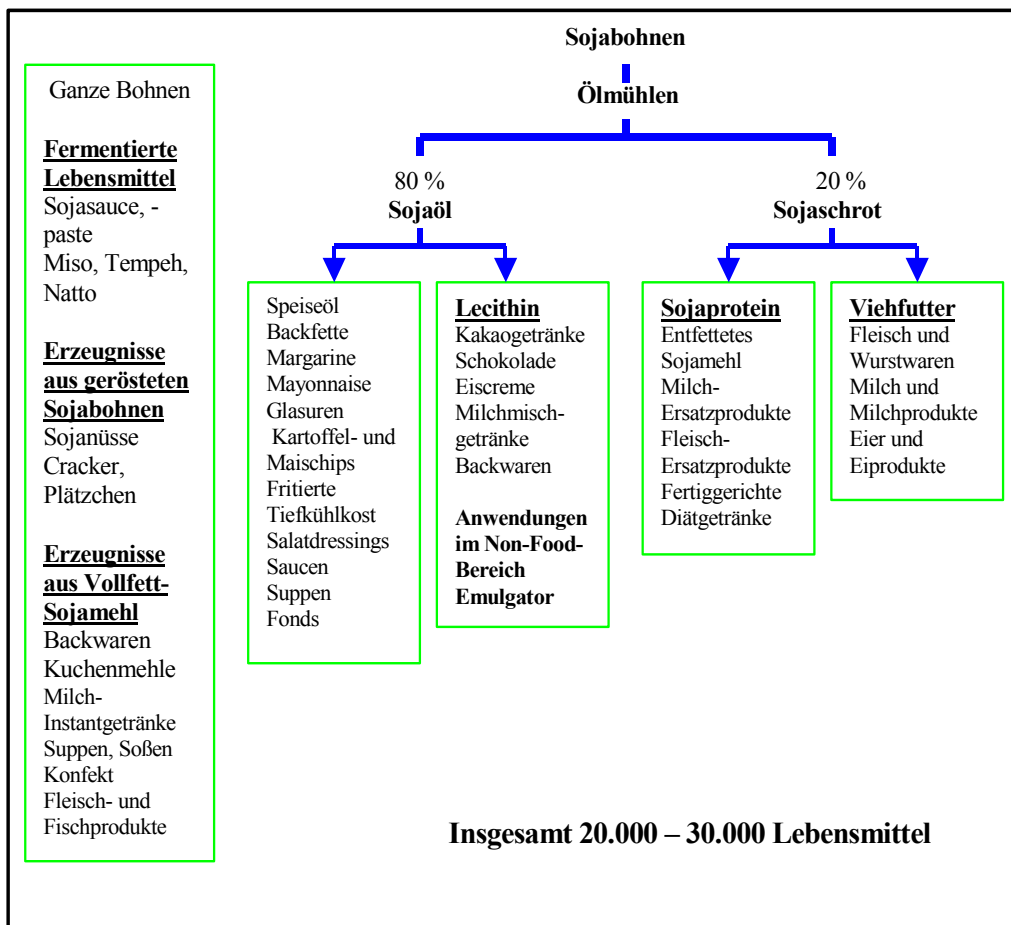 Sojabohnen
Ölmühlen
80 %
Sojaöl
20 %
Sojaschrot
Ganze Bohnen
Fermentierte
Lebensmittel
Sojasauce, -
paste
Miso, Tempeh,
Natto
Erzeugnisse
aus gerösteten
Sojabohnen
Sojanüsse
Cracker,
Plätzchen
Erzeugnisse
aus Vollfett-
Sojamehl
Backwaren
Kuchenmehle
Milch-
Instantgetränke
Suppen, Soßen
Konfekt
Fleisch- und
Fischprodukte
Speiseöl
Backfette
Margarine
Mayonnaise
Glasuren
Kartoffel- und
Maischips
Fritierte
Tiefkühlkost
Salatdressings
Saucen
Suppen
Fonds
Lecithin
Kakaogetränke
Schokolade
Eiscreme
Milchmisch-
getränke
Backwaren
Anwendungen
im Non-Food-
Bereich
Emulgator
Sojaprotein
Entfettetes
Sojamehl
Milch-
Ersatzprodukte
Fleisch-
Ersatzprodukte
Fertiggerichte
Diätgetränke
Viehfutter
Fleisch und
Wurstwaren
Milch und
Milchprodukte
Eier und
Eiprodukte
Insgesamt 20.000 – 30.000 Lebensmittel